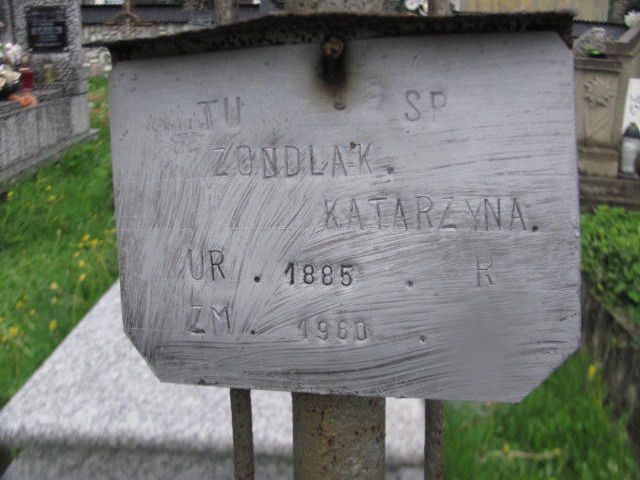 TU SP
ZONDLAK.
KATARZYNA.
UR. 1885. R
ZM. 1960.